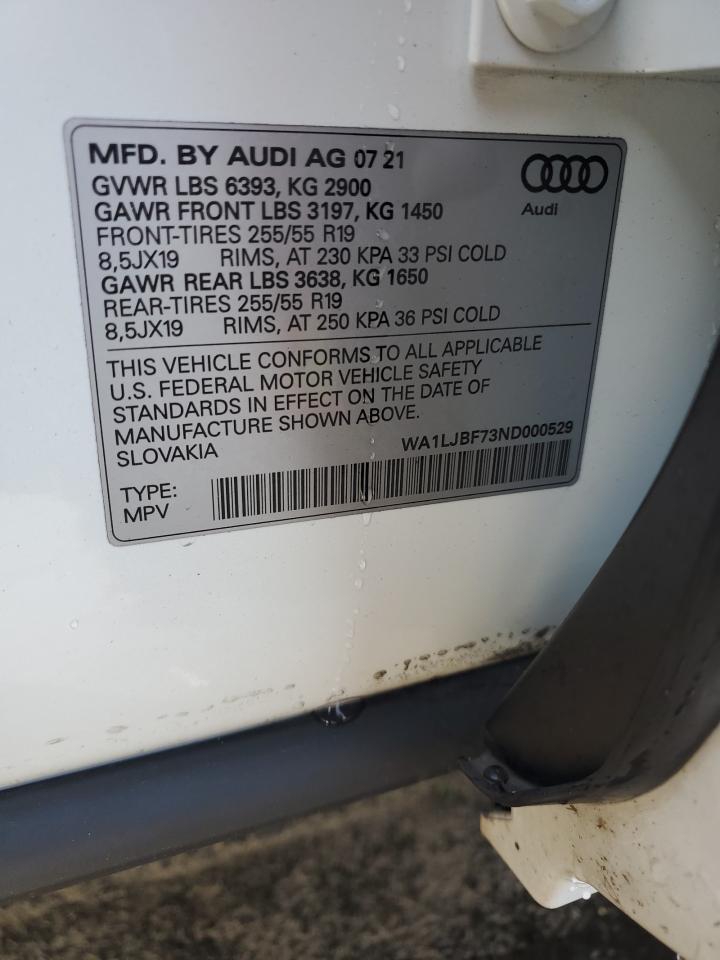 MFD. BY AUDI AG 07 21
GVWR LBS 6393, KG 2900
GAWR FRONT LBS 3197, KG 1450
FRONT-TIRES 255/55 R19
8,5JX19 RIMS, AT 230 KPA 33 PSI COLD
GAWR REAR LBS 3638, KG 1650
REAR-TIRES 255/55 R19
8,5JX19 RIMS, AT 250 KPA 36 PSI COLD
Audi
THIS VEHICLE CONFORMS TO ALL APPLICABLE
U.S. FEDERAL MOTOR VEHICLE SAFETY
STANDARDS IN EFFECT ON THE DATE OF
MANUFACTURE SHOWN ABOVE.
SLOVAKIA
WA1LJBF73ND000529
TYPE:
MPV